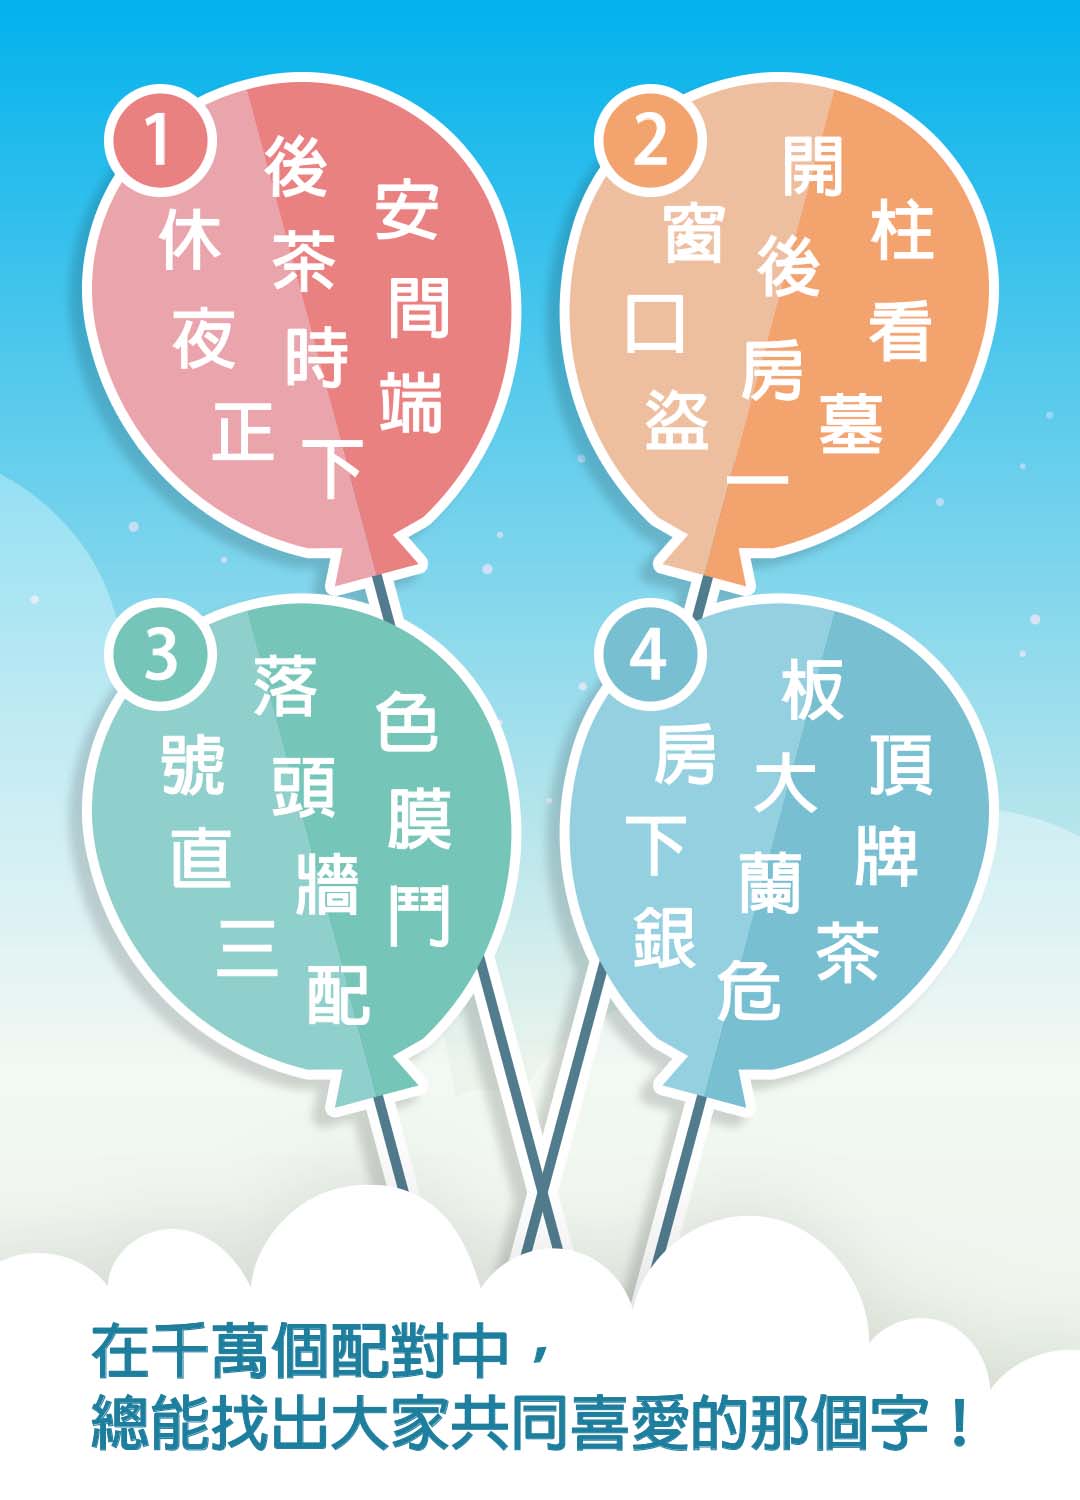 1
後
安
休
茶
間
夜
時
端
正
下
2
開
柱
窗
後
口
看
房
盜
墓
一
3
落
色
號
頭
膜
直
牆
門
三
配
4
板
房
頂
大
下
牌
蘭
銀
茶
危
在千萬個配對中，
總能找出大家共同喜愛的那個字！